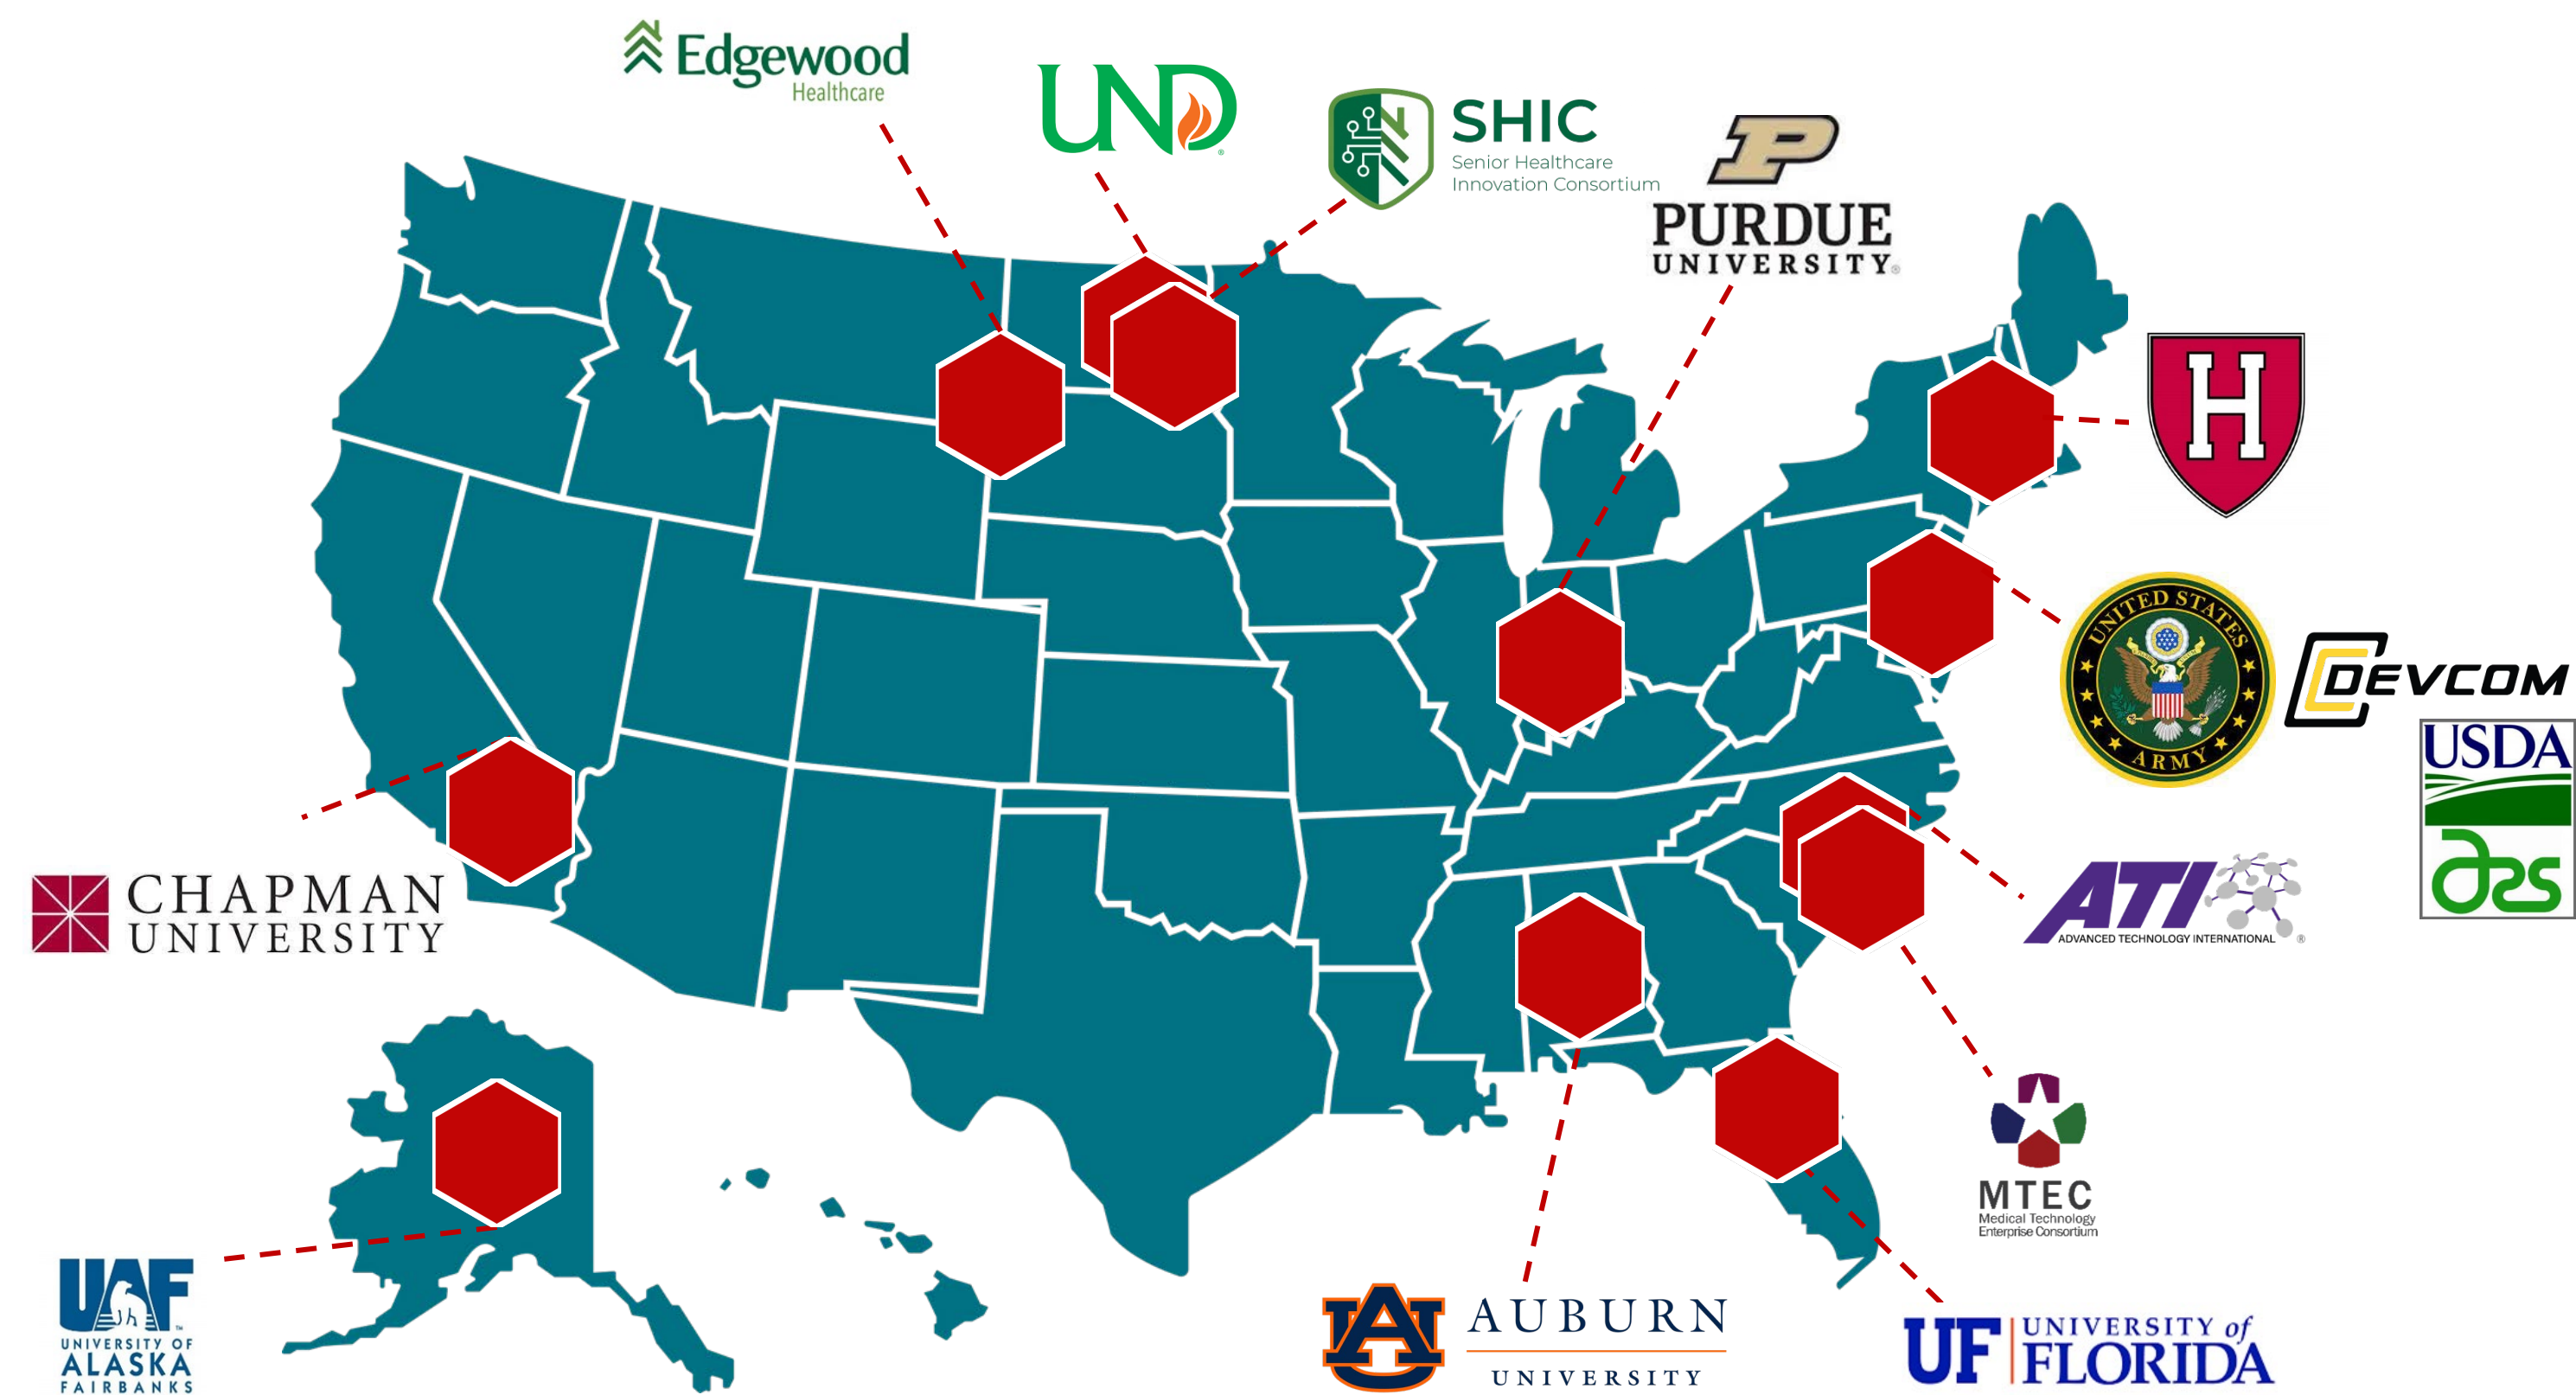 Edgewood
Healthcare
UND
®
SHIC
Senior Healthcare
Innovation Consortium
P
PURDUE
UNIVERSITY®
H
UNITED STATES
ARMY
DEVCOM
USDA
ars
CHAPMAN
UNIVERSITY
ATI
ADVANCED TECHNOLOGY INTERNATIONAL ®
MTEC
Medical Technology
Enterprise Consortium
UAF
™
UNIVERSITY OF
ALASKA
FAIRBANKS
AU
AUBURN
UNIVERSITY
UF
UNIVERSITY of
FLORIDA